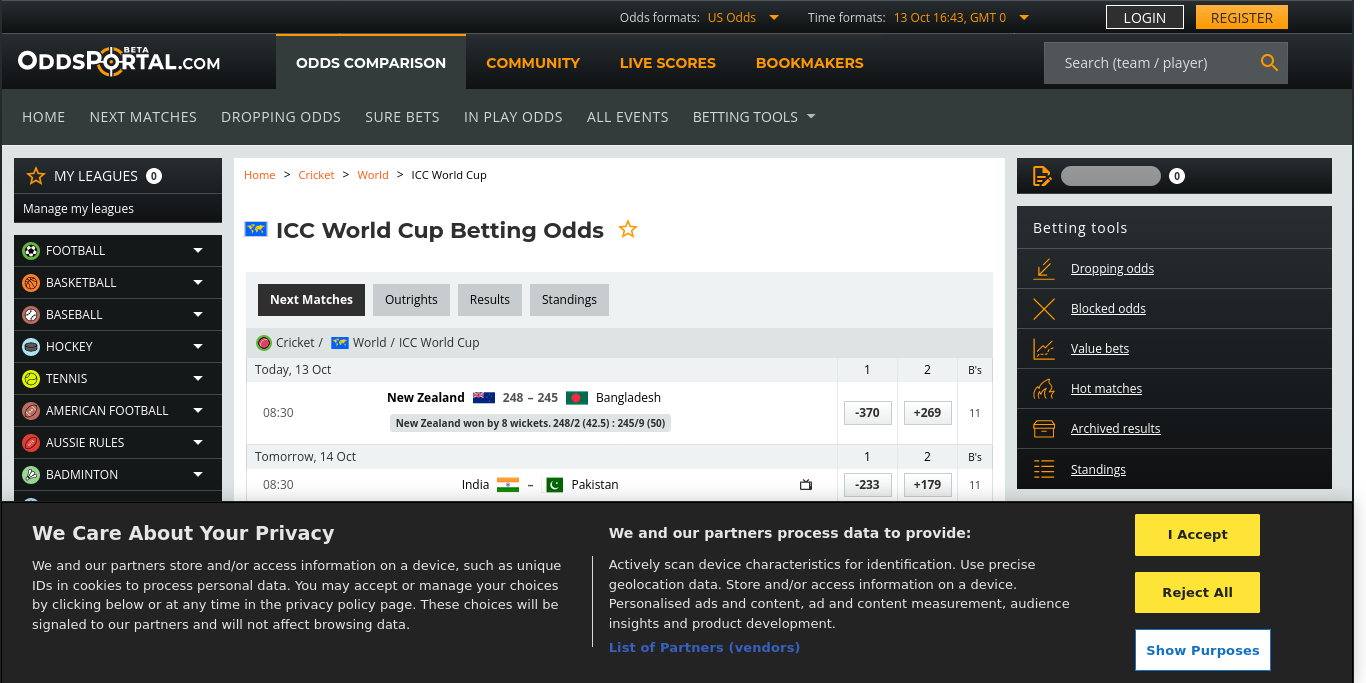 Odds formats: US Odds Time formats: 13 Oct 16:43, GMT 0 LOGIN REGISTER
ODDSPORTAL.COM BETA
ODDS COMPARISON COMMUNITY LIVE SCORES BOOKMAKERS Search (team / player)
HOME NEXT MATCHES DROPPING ODDS SURE BETS IN PLAY ODDS ALL EVENTS BETTING TOOLS
MY LEAGUES 0
Manage my leagues
FOOTBALL
BASKETBALL
BASEBALL
HOCKEY
TENNIS
AMERICAN FOOTBALL
AUSSIE RULES
BADMINTON
Home > Cricket > World > ICC World Cup
ICC World Cup Betting Odds
Next Matches Outrights Results Standings
Cricket / World / ICC World Cup
Today, 13 Oct 1 2 B's
08:30 New Zealand 248 – 245 Bangladesh -370 +269 11
New Zealand won by 8 wickets. 248/2 (42.5) : 245/9 (50)
Tomorrow, 14 Oct 1 2 B's
08:30 India – Pakistan -233 +179 11
0
Betting tools
Dropping odds
Blocked odds
Value bets
Hot matches
Archived results
Standings
We Care About Your Privacy
We and our partners store and/or access information on a device, such as unique
IDs in cookies to process personal data. You may accept or manage your choices
by clicking below or at any time in the privacy policy page. These choices will be
signaled to our partners and will not affect browsing data.
We and our partners process data to provide:
Actively scan device characteristics for identification. Use precise
geolocation data. Store and/or access information on a device.
Personalised ads and content, ad and content measurement, audience
insights and product development.
List of Partners (vendors)
I Accept
Reject All
Show Purposes